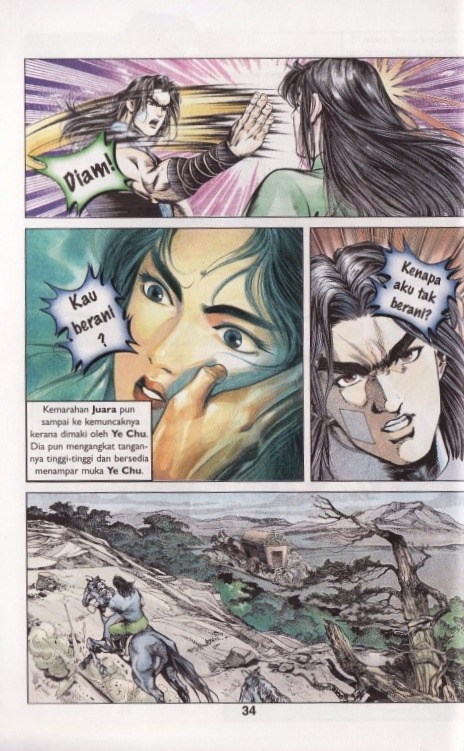 Diam!
Kau
berani
?
Kenapa
aku tak
berani?
Kemarahan Juara pun
sampai ke kemuncaknya
kerana dimaki oleh Ye Chu.
Dia pun mengangkat tangan-
nya tinggi-tinggi dan bersedia
menampar muka Ye Chu.
34